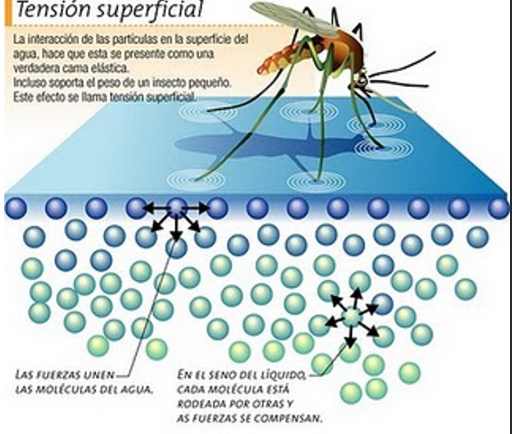 Tensión superficial
La interacción de las partículas en la superficie del
agua, hace que esta se presente como una
verdadera cama elástica.
Incluso soporta el peso de un insecto pequeño.
Este efecto se llama tensión superficial.
LAS FUERZAS UNEN
LAS MOLÉCULAS DEL AGUA.
EN EL SENO DEL LÍQUIDO,
CADA MOLÉCULA ESTÁ
RODEADA POR OTRAS Y
AS FUERZAS SE COMPENSAN.